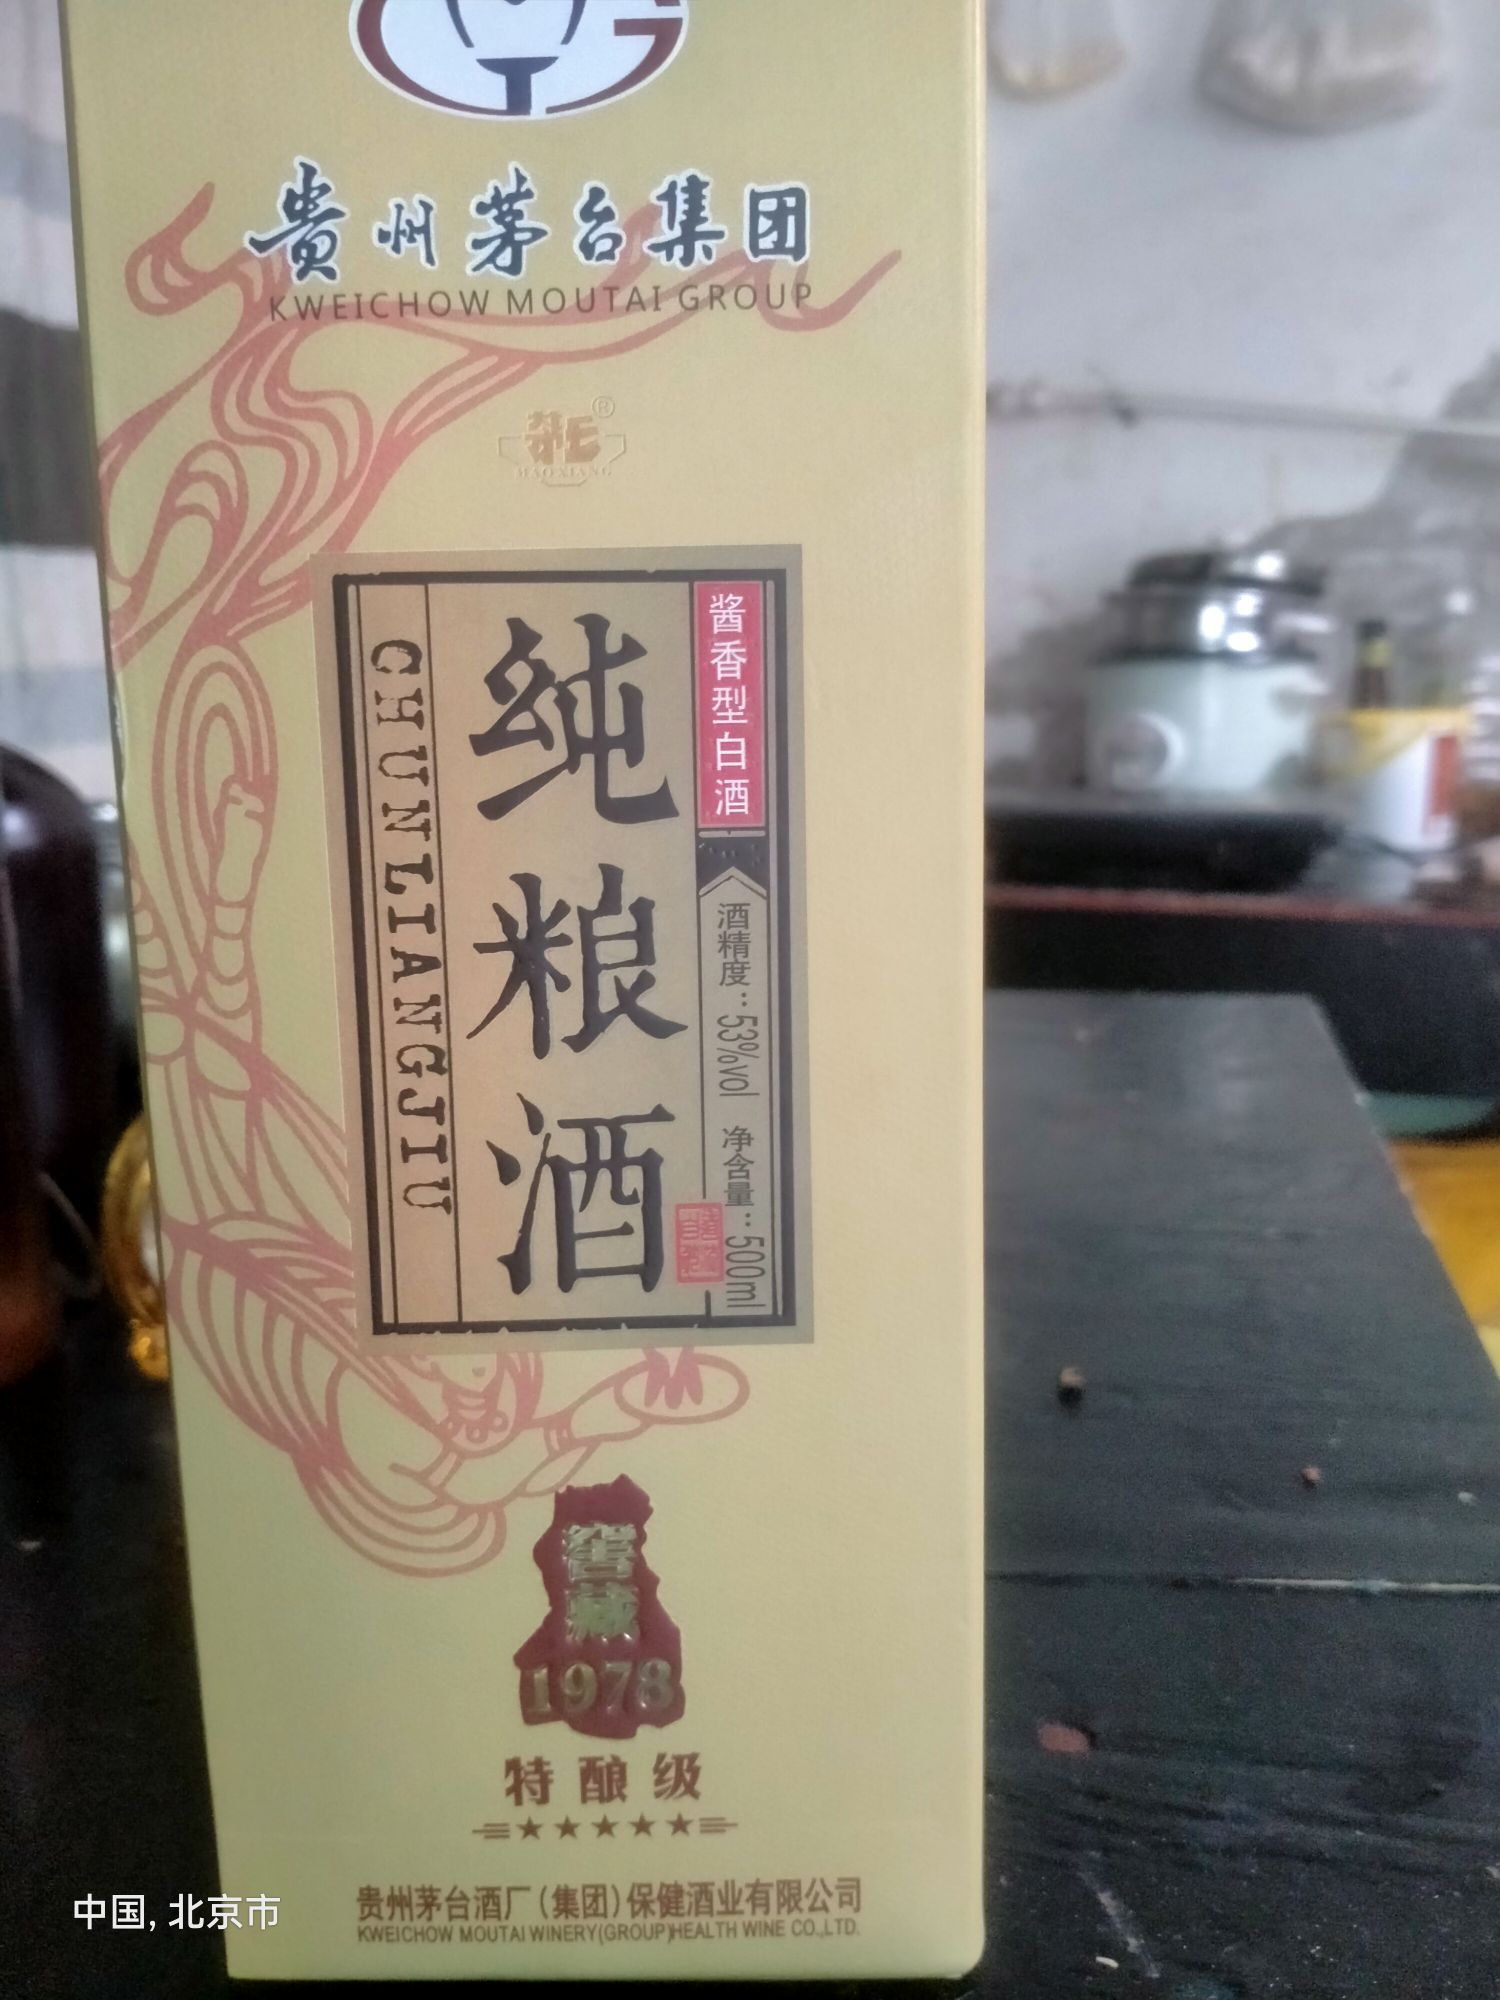 贵州茅台集团
KWEICHOW MOUTAI GROUP
®
MAOXIANG
酱香型白酒
酒精度：53%vol 净含量：500ml
纯粮酒
CHUNLIANGJIU
窖藏
1978
特酿级
★★★★★
贵州茅台酒厂（集团）保健酒业有限公司
KWEICHOW MOUTAI WINERY(GROUP)HEALTH WINE CO.,LTD.
中国, 北京市